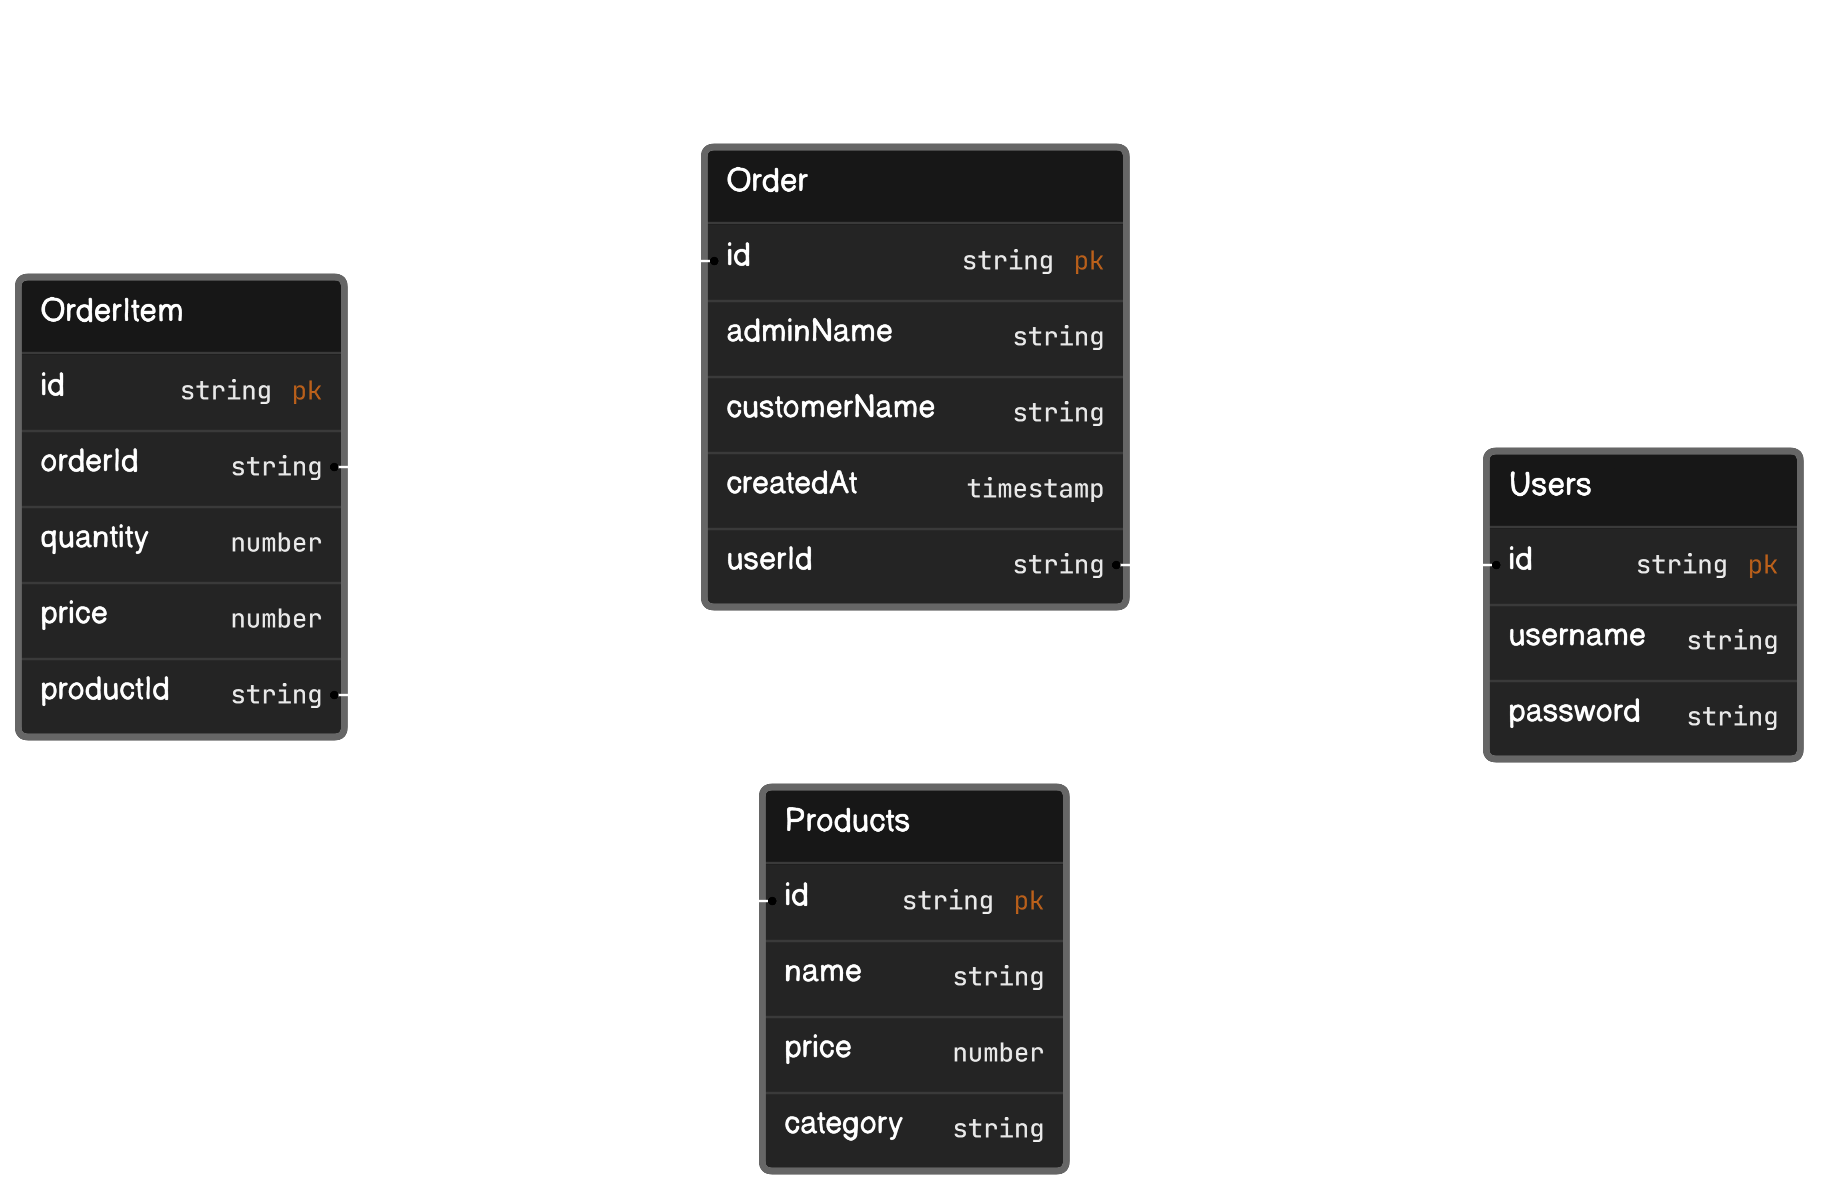 OrderItem
id string pk
orderId string
quantity number
price number
productId string
Order
id string pk
adminName string
customerName string
createdAt timestamp
userId string
Products
id string pk
name string
price number
category string
Users
id string pk
username string
password string